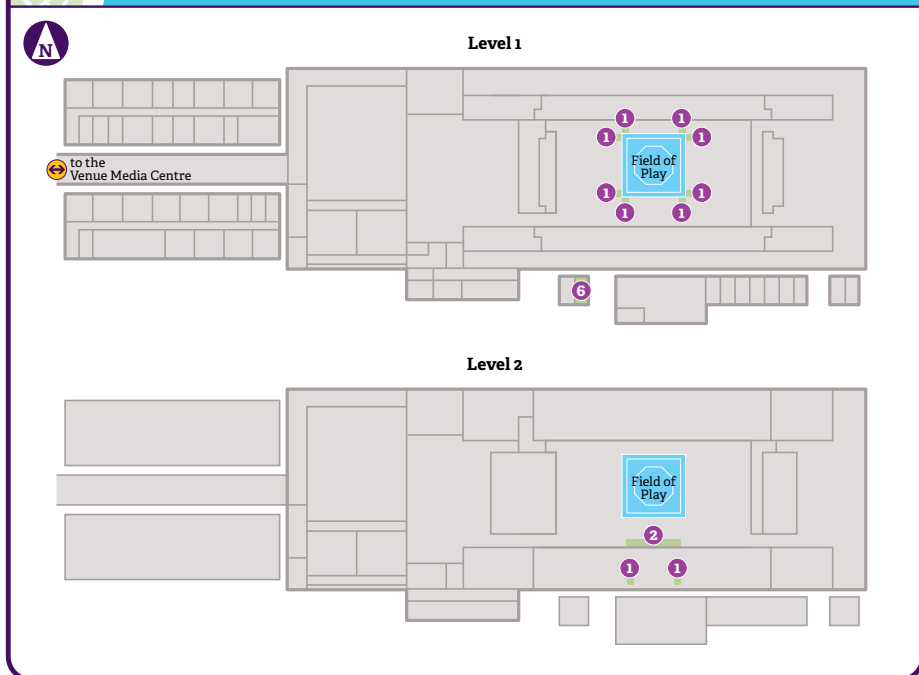 N
Level 1
1 1
1 1
to the
Venue Media Centre
Field of
Play
1 1
1 1
6
Level 2
Field of
Play
2
1 1